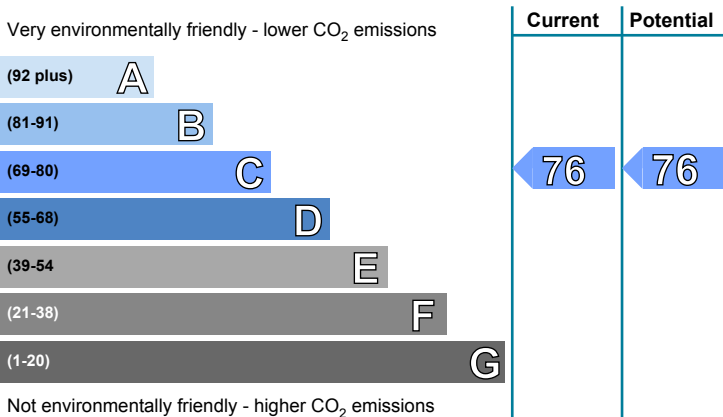 Very environmentally friendly - lower CO2 emissions
Current
Potential
(92 plus) A
(81-91) B
(69-80) C
76
76
(55-68) D
(39-54 E
(21-38) F
(1-20) G
Not environmentally friendly - higher CO2 emissions